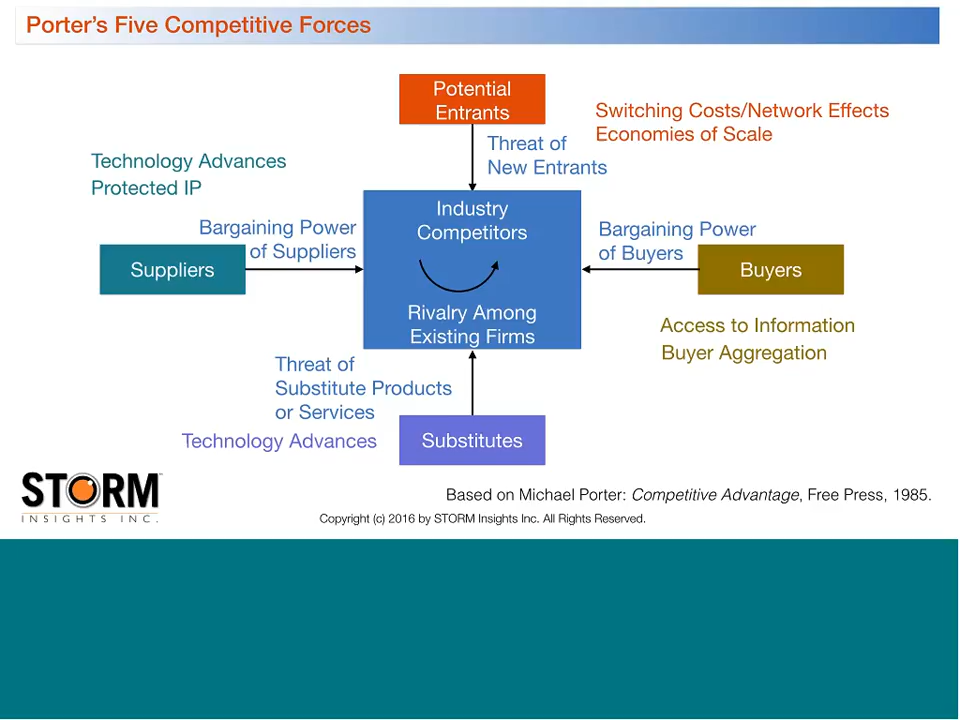 Porter's Five Competitive Forces
Potential
Entrants
Switching Costs/Network Effects
Economies of Scale
Threat of
New Entrants
Technology Advances
Protected IP
Industry
Competitors
Bargaining Power
of Suppliers
Bargaining Power
of Buyers
Suppliers
Buyers
Rivalry Among
Existing Firms
Access to Information
Buyer Aggregation
Threat of
Substitute Products
or Services
Technology Advances
Substitutes
STORM
INSIGHTS INC.
Based on Michael Porter: Competitive Advantage, Free Press, 1985.
Copyright (c) 2016 by STORM Insights Inc. All Rights Reserved.